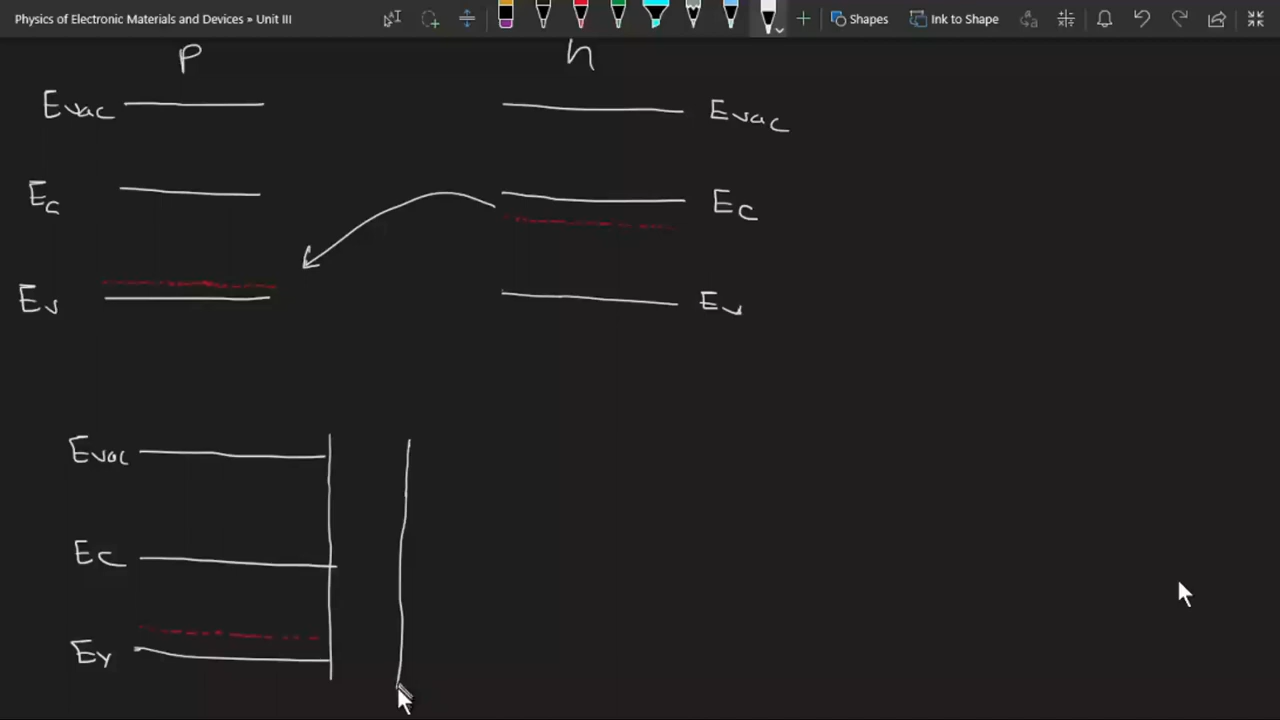 Physics of Electronic Materials and Devices » Unit III
Shapes
Ink to Shape
p
n
Evac
Evac
Ec
Ec
Ev
Ev
Evac
Ec
Ev